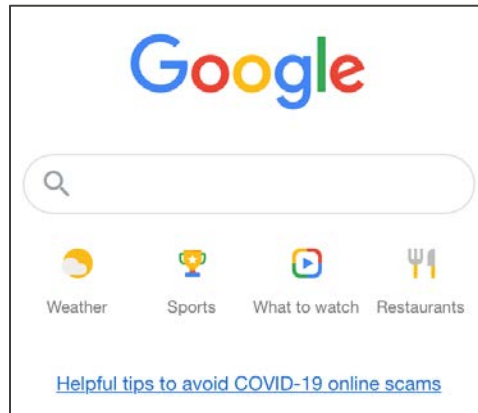 Google
Weather Sports What to watch Restaurants
Helpful tips to avoid COVID-19 online scams